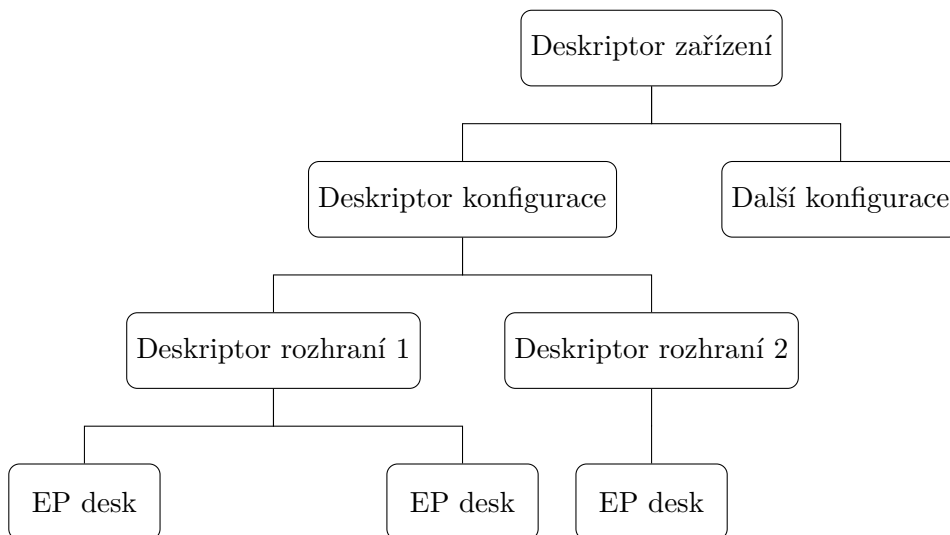 Deskriptor zařízení
Deskriptor konfigurace
Další konfigurace
Deskriptor rozhraní 1
Deskriptor rozhraní 2
EP desk
EP desk
EP desk